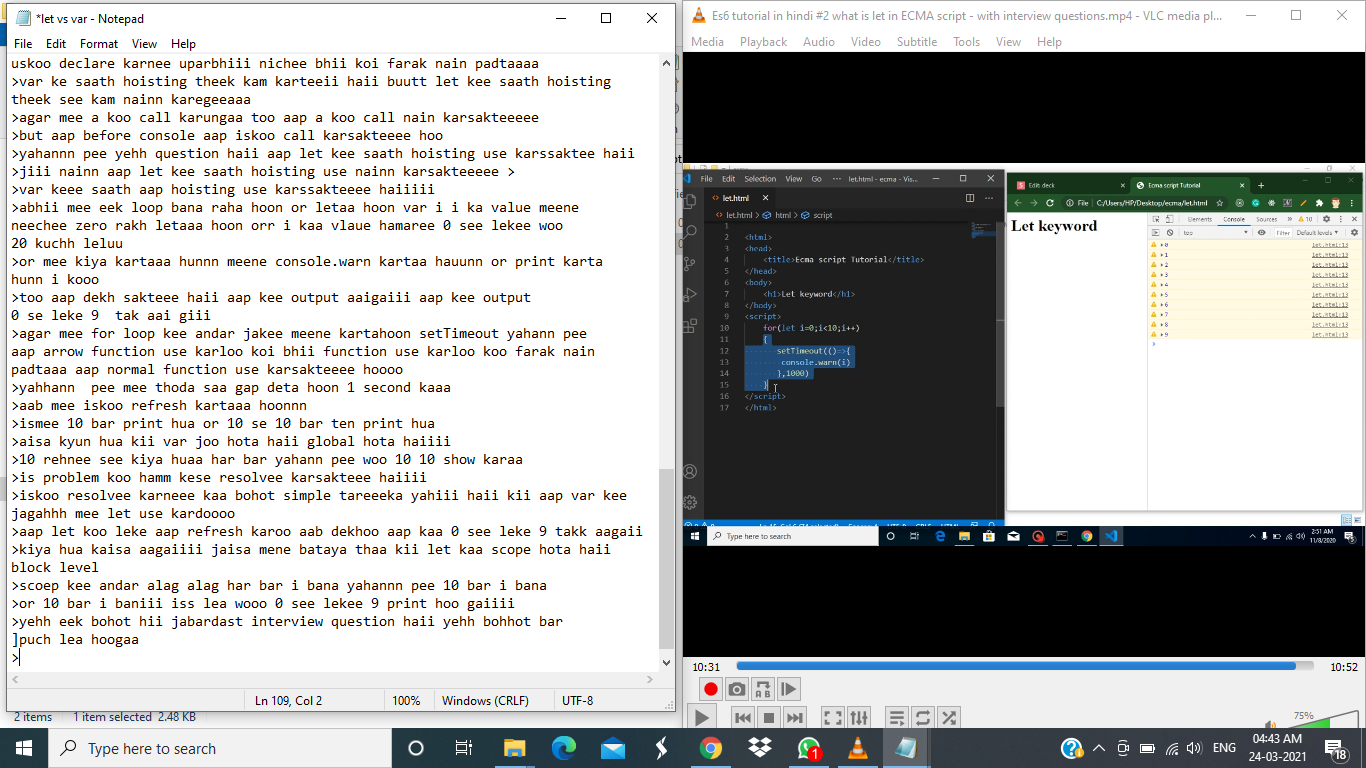 *let vs var - Notepad
File Edit Format View Help
uskoo declare karnee uparbhiii nichee bhii koi farak nain padtaaaa
>var ke saath hoisting theek kam karteeii haii buutt let kee saath hoisting
theek see kam nainn karegeeaaa
>agar mee a koo call karungaa too aap a koo call nain karsakteeeee
>but aap before console aap iskoo call karsakteeee hoo
>yahannn pee yehh question haii aap let kee saath hoisting use karssaktee haii
>jiii nainn aap let kee saath hoisting use nainn karsakteeeee >
>var keee saath aap hoisting use karssakteeee haiiiii
>abhii mee eek loop bana raha hoon or letaa hoon var i i kk value meene
neechee zero rakh letaaa hoon orr i kaa vlaue hamaree 0 see lekee woo
20 kuchh leluu
>or mee kiya kartaaa hunnn meene console.warn kartaa hauunn or print karta
hunn i kooo
>too aap dekh sakteee haii aap kee output aaigaiii aap kee output
0 se leke 9  tak aai giii
>agar mee for loop kee andar jakee meene kartahoon setTimeout yahann pee
aap arrow function use karloo koi bhii function use karloo koo farak nain
padtaaa aap normal function use karsakteeee hoooo
>yahhann  pee mee thoda saa gap deta hoon 1 second kaaa
>aab mee iskoo refresh kartaaa hoonnn
>ismee 10 bar print hua or 10 se 10 bar ten print hua
>aisa kyun hua kii var joo hota haii global hota haiiii
>10 rehnee see kiya huaa har bar yahann pee woo 10 10 show karaa
>is problem koo hamm kese resolvee karsakteee haiiii
>iskoo resolvee karneee kaa bohot simple tareeeka yahiii haii kii aap var kee
jagahhh mee let use kardoooo
>aap let koo leke aap refresh karoo aab dekhoo aap kaa 0 see leke 9 takk aagaii
>kiya hua kaisa aagaiiii jaisa mene bataya thaa kii let kaa scope hota haii
block level
>scoep kee andar alag alag har bar i bana yahannn pee 10 bar i bana
>or 10 bar i baniii iss lea wooo 0 see lekee 9 print hoo gaiiii
>yehh eek bohot hii jabardast interview question haii yehh bohhot bar
]puch lea hoogaa
>
Ln 109, Col 2 100% Windows (CRLF) UTF-8
2 items 1 item selected 2.48 KB
Es6 tutorial in hindi #2 what is let in ECMA script - with interview questions.mp4 - VLC media pl...
Media Playback Audio Video Subtitle Tools View Help
File Edit Selection View Go ··· let.html - ecma - Vis...
let.html
let.html > html > script
1
2 <html>
3 <head>
4 <title>Ecma script Tutorial</title>
5 </head>
6 <body>
7 <h1>Let keyword</h1>
8 </body>
9 <script>
10 for(let i=0;i<10;i++)
11 {
12 setTimeout(()=>{
13 console.warn(i)
14 },1000)
15 }
16 </script>
17 </html>
Edit deck Ecma script Tutorial
File C:/Users/HP/Desktop/ecma/let.html
Let keyword
Elements Console Sources » 10
top Filter Default levels
0 let.html:13
1 let.html:13
2 let.html:13
3 let.html:13
4 let.html:13
5 let.html:13
6 let.html:13
7 let.html:13
8 let.html:13
9 let.html:13
Type here to search
2:51 AM
11/8/2020
10:31 10:52
75%
Type here to search
1
ENG
04:43 AM
24-03-2021
18